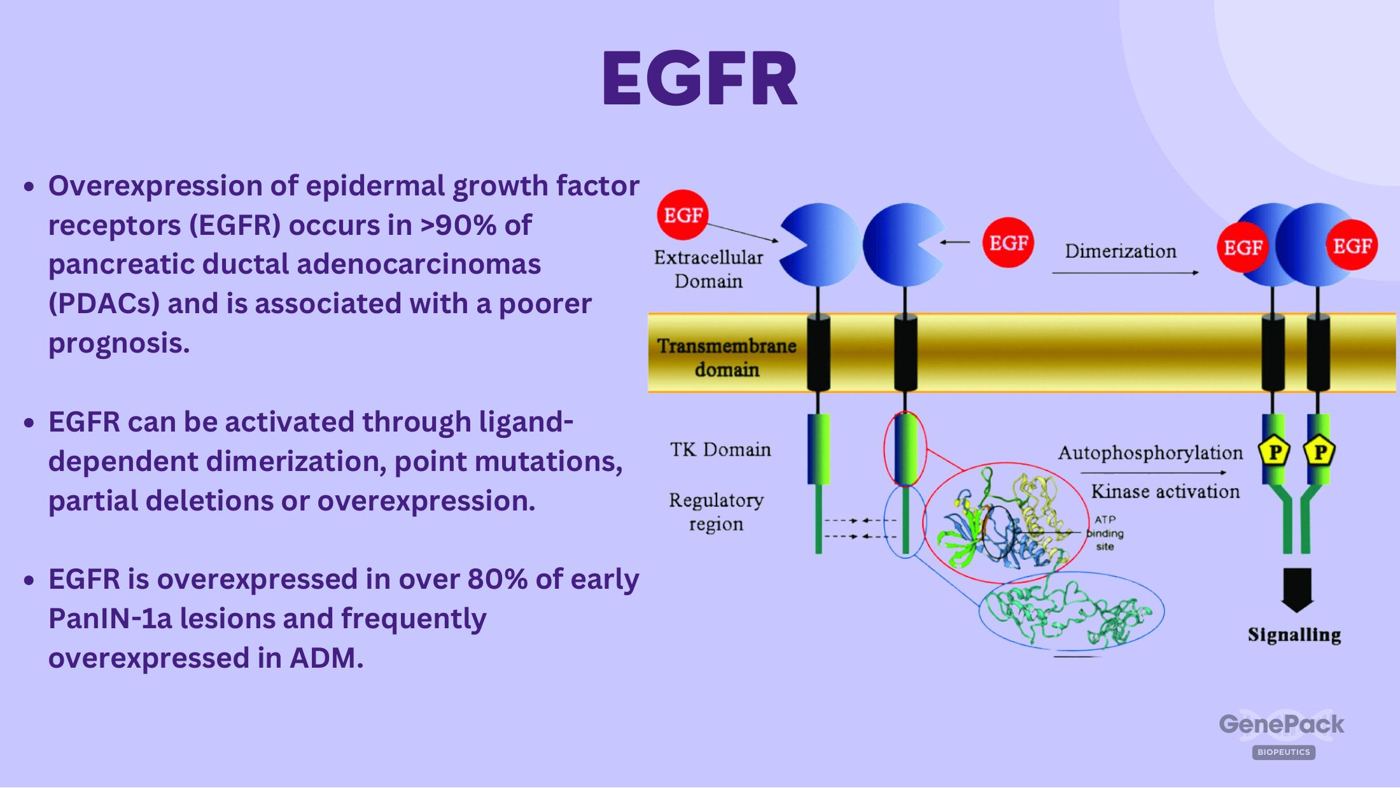 EGFR
• Overexpression of epidermal growth factor
receptors (EGFR) occurs in >90% of
pancreatic ductal adenocarcinomas
(PDACs) and is associated with a poorer
prognosis.
• EGFR can be activated through ligand-
dependent dimerization, point mutations,
partial deletions or overexpression.
• EGFR is overexpressed in over 80% of early
PanIN-1a lesions and frequently
overexpressed in ADM.
EGF
Extracellular
Domain
EGF
Dimerization
EGF
EGF
Transmembrane
domain
TK Domain
Regulatory
region
ATP
binding
site
Autophosphorylation
Kinase activation
P
P
Signalling
GenePack
BIOPEUTICS